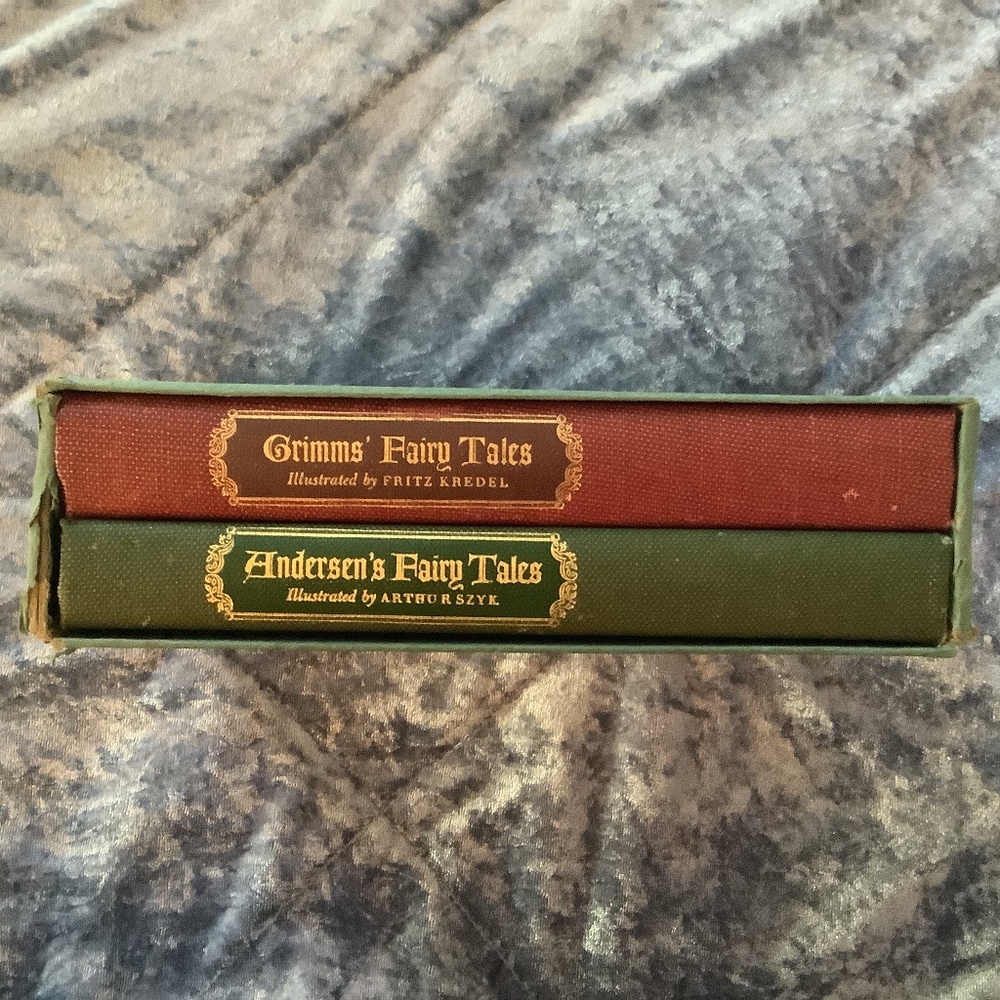 Grimms' Fairy Tales
Illustrated by FRITZ KREDEL
Andersen's Fairy Tales
Illustrated by ARTHUR SZYK